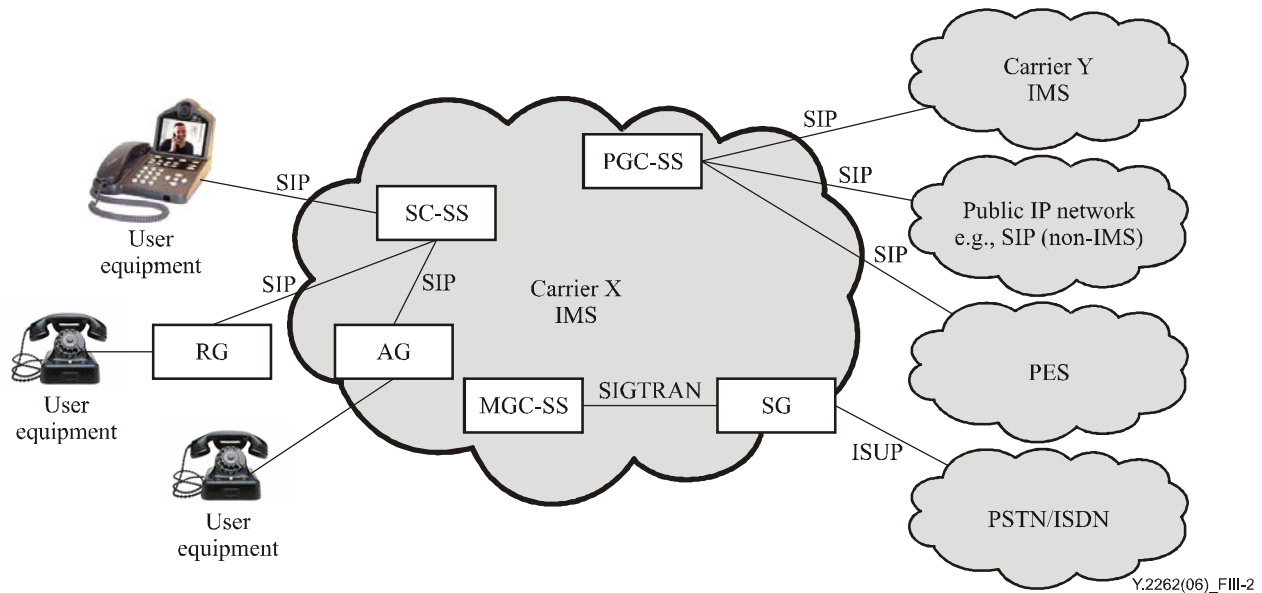 Carrier Y
IMS
SIP
PGC-SS
SIP
SIP
SC-SS
Public IP network
e.g., SIP (non-IMS)
User
equipment
SIP
SIP
SIP
Carrier X
IMS
RG
AG
PES
SIGTRAN
MGC-SS
SG
User
equipment
ISUP
User
equipment
PSTN/ISDN
Y.2262(06)_FIII-2